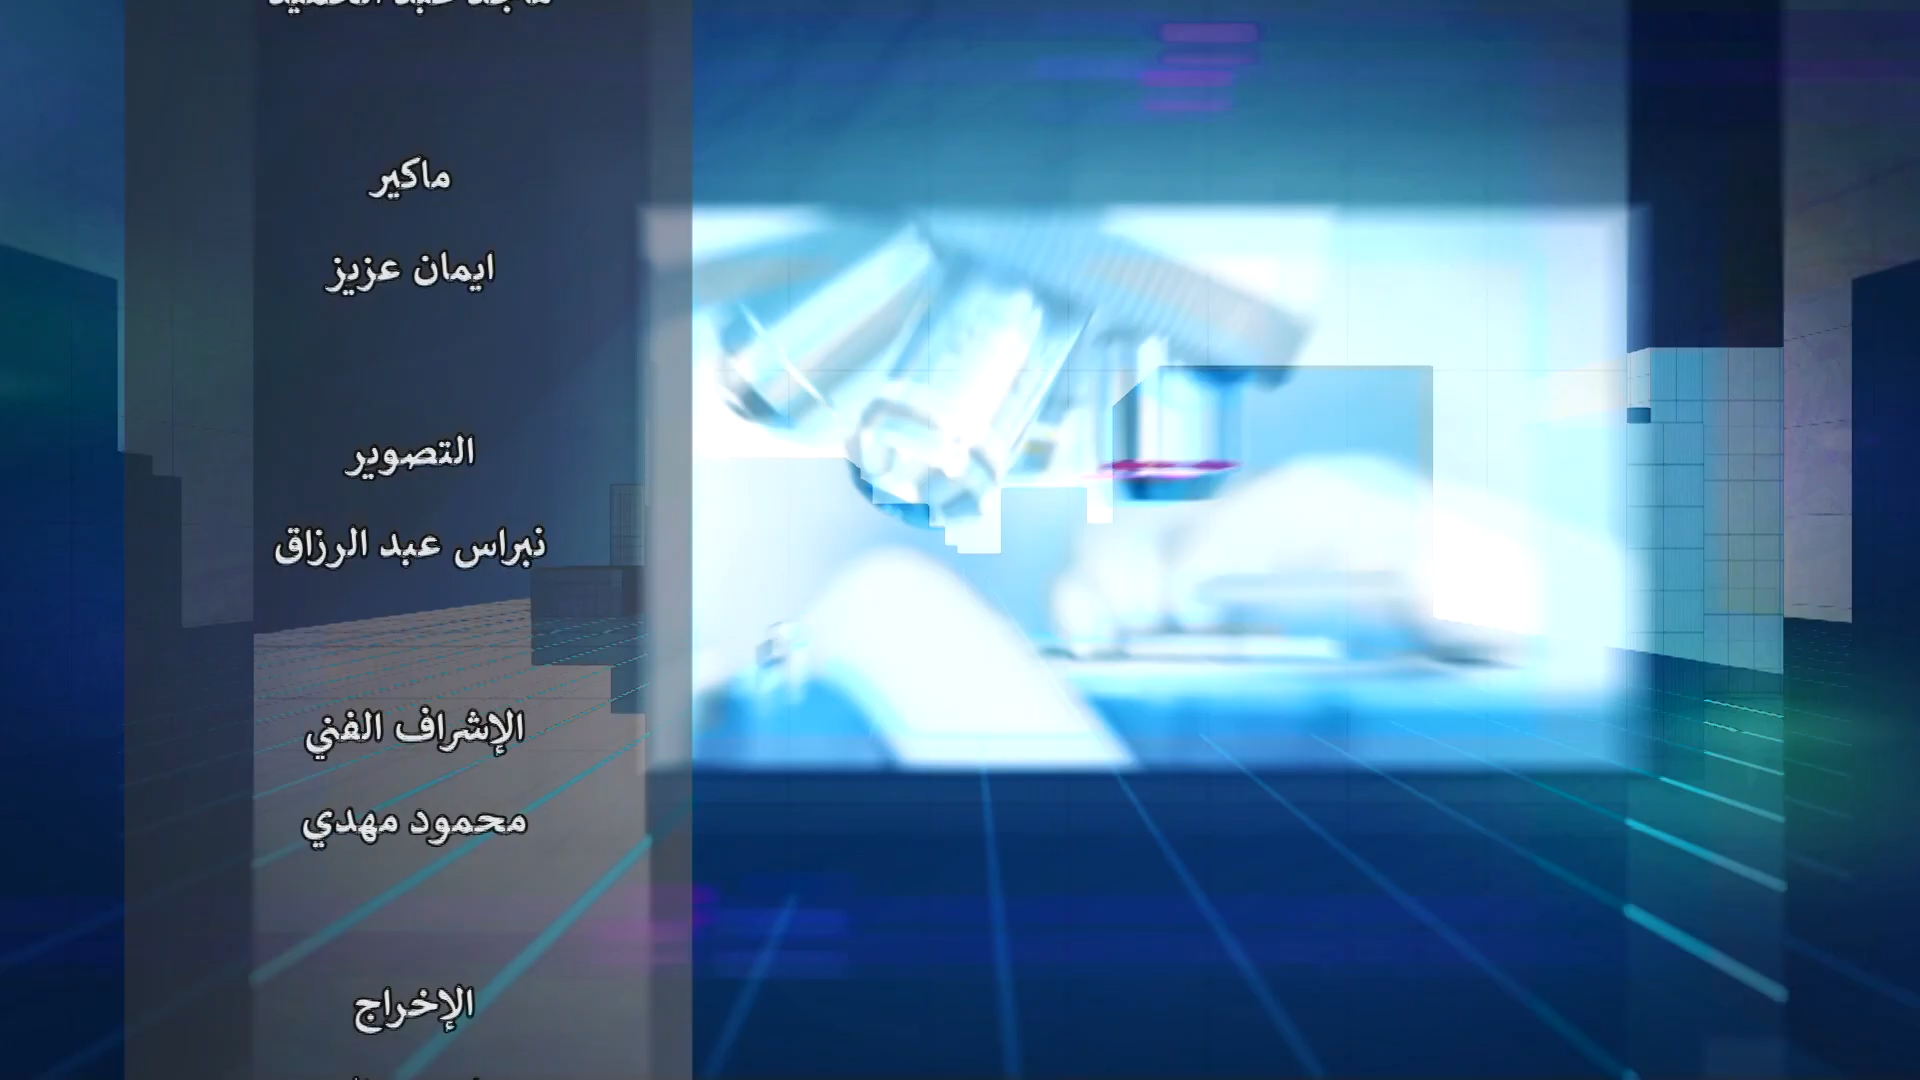 ماكير
ايمان عزيز
التصوير
نبراس عبد الرزاق
الإشراف الفني
محمود مهدي
الإخراج